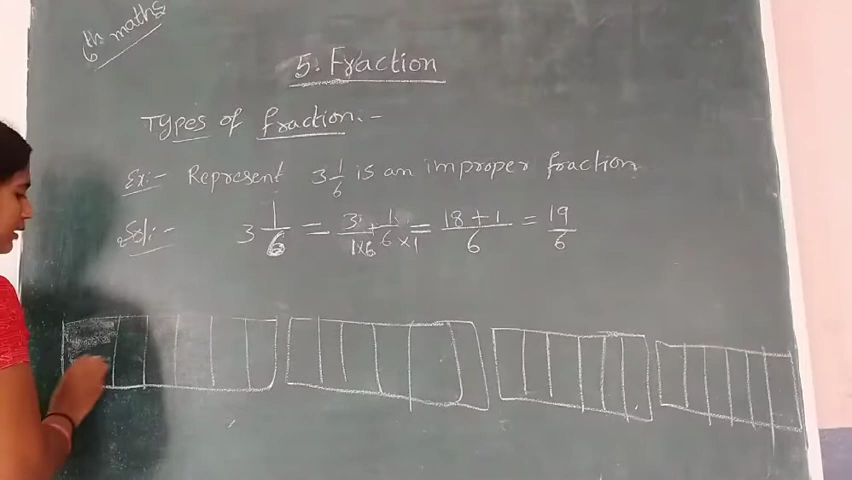 6th maths
5. Fraction
Types of fraction.-
Ex:- Represent 3 1/6 is an improper fraction.
Sol:- 3 1/6 = 3/1×6 + 1/6×1 = 18+1/6 = 19/6